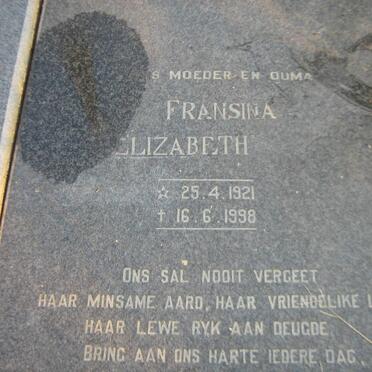 MOEDER EN OUMA
FRANSINA
ELIZABETH
☆ 25.4.1921
† 16.6.1998
ONS SAL NOOIT VERGEET
HAAR MINSAME AARD, HAAR VRIENDELIKE
HAAR LEWE RYK AAN DEUGDE
BRING AAN ONS HARTE IEDERE DAG.